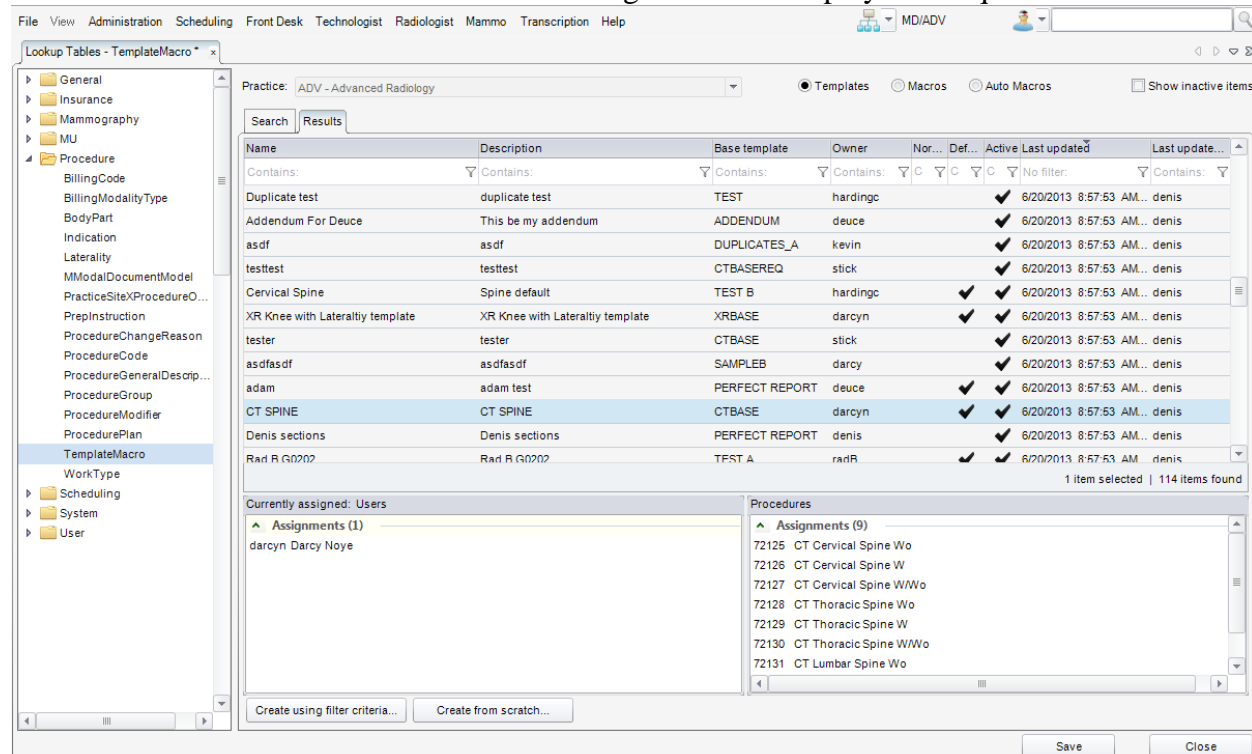 File View Administration Scheduling Front Desk Technologist Radiologist Mammo Transcription Help MD/ADV
Lookup Tables - TemplateMacro * x
General
Insurance
Mammography
MU
Procedure
BillingCode
BillingModalityType
BodyPart
Indication
Laterality
MModalDocumentModel
PracticeSiteXProcedureO...
PrepInstruction
ProcedureChangeReason
ProcedureCode
ProcedureGeneralDescrip...
ProcedureGroup
ProcedureModifier
ProcedurePlan
TemplateMacro
WorkType
Scheduling
System
User
Practice: ADV - Advanced Radiology Templates Macros Auto Macros Show inactive items
Search Results
Name Description Base template Owner Nor... Def... Active Last updated Last update...
Contains: Contains: Contains: Contains: C C C No filter: Contains:
Duplicate test duplicate test TEST hardingc 6/20/2013 8:57:53 AM... denis
Addendum For Deuce This be my addendum ADDENDUM deuce 6/20/2013 8:57:53 AM... denis
asdf asdf DUPLICATES_A kevin 6/20/2013 8:57:53 AM... denis
testtest testtest CTBASEREQ stick 6/20/2013 8:57:53 AM... denis
Cervical Spine Spine default TEST B hardingc 6/20/2013 8:57:53 AM... denis
XR Knee with Lateraltiy template XR Knee with Lateraltiy template XRBASE darcyn 6/20/2013 8:57:53 AM... denis
tester tester CTBASE stick 6/20/2013 8:57:53 AM... denis
asdfasdf asdfasdf SAMPLEB darcy 6/20/2013 8:57:53 AM... denis
adam adam test PERFECT REPORT deuce 6/20/2013 8:57:53 AM... denis
CT SPINE CT SPINE CTBASE darcyn 6/20/2013 8:57:53 AM... denis
Denis sections Denis sections PERFECT REPORT denis 6/20/2013 8:57:53 AM... denis
Rad B G0202 Rad B G0202 TEST A radB 6/20/2013 8:57:53 AM... denis
1 item selected | 114 items found
Currently assigned: Users
Assignments (1)
darcyn Darcy Noye
Procedures
Assignments (9)
72125 CT Cervical Spine Wo
72126 CT Cervical Spine W
72127 CT Cervical Spine W/Wo
72128 CT Thoracic Spine Wo
72129 CT Thoracic Spine W
72130 CT Thoracic Spine W/Wo
72131 CT Lumbar Spine Wo
Create using filter criteria... Create from scratch...
Save Close